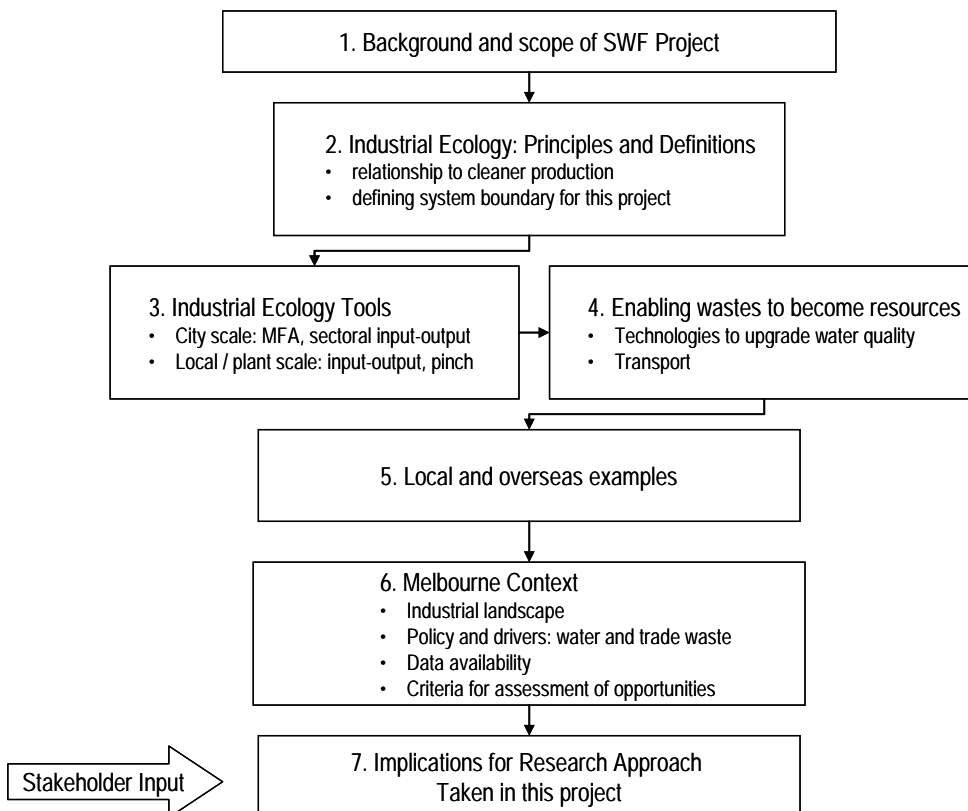 1. Background and scope of SWF Project
2. Industrial Ecology: Principles and Definitions
• relationship to cleaner production
• defining system boundary for this project
3. Industrial Ecology Tools
• City scale: MFA, sectoral input-output
• Local / plant scale: input-output, pinch
4. Enabling wastes to become resources
• Technologies to upgrade water quality
• Transport
5. Local and overseas examples
6. Melbourne Context
• Industrial landscape
• Policy and drivers: water and trade waste
• Data availability
• Criteria for assessment of opportunities
Stakeholder Input
7. Implications for Research Approach
Taken in this project